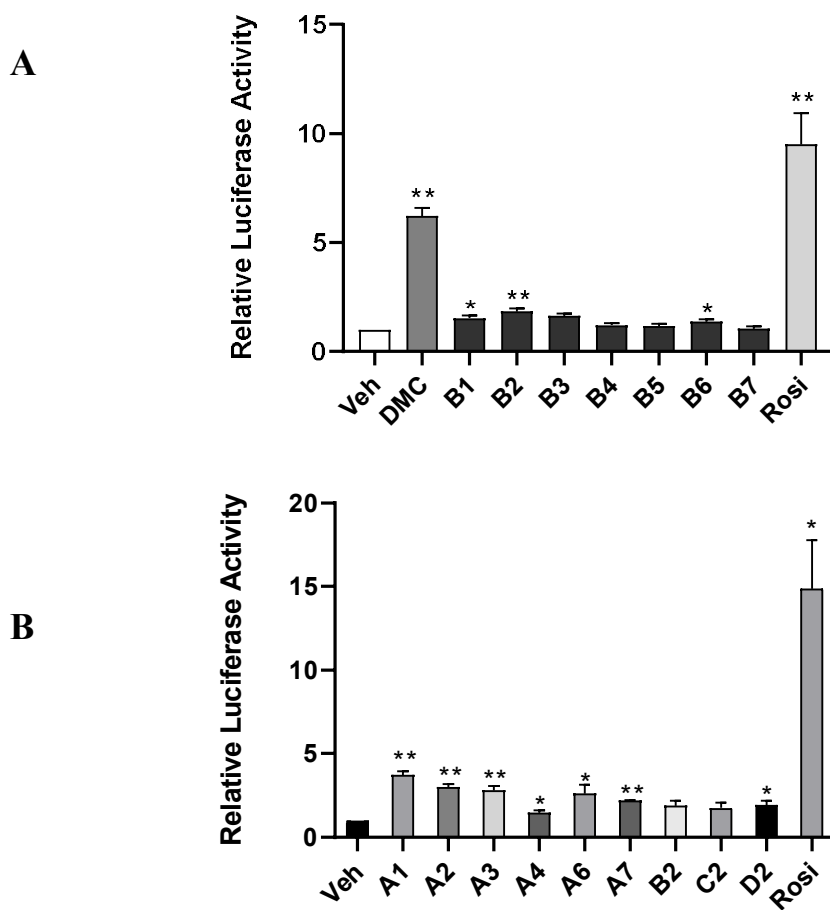 A
Relative Luciferase Activity
15
10
5
0
** * ** * **
Veh DMC B1 B2 B3 B4 B5 B6 B7 Rosi
B
Relative Luciferase Activity
20
15
10
5
0
** ** ** * * ** * *
Veh A1 A2 A3 A4 A6 A7 B2 C2 D2 Rosi